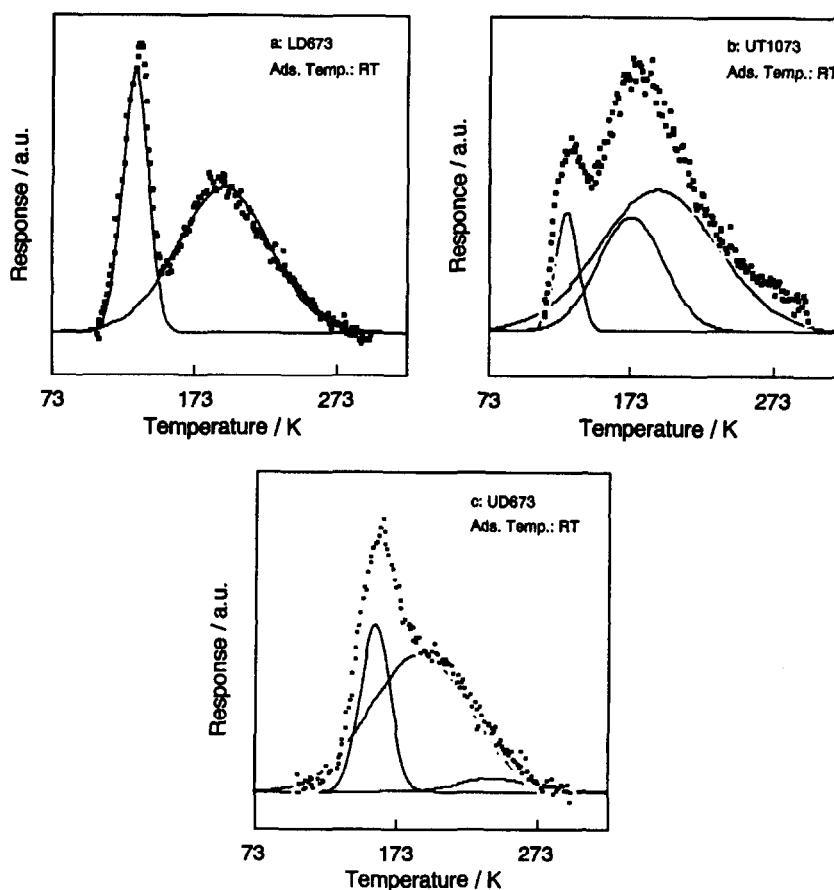 a: LD673
Ads. Temp.: RT
Response / a.u.
73
173
273
Temperature / K
b: UT1073
Ads. Temp.: RT
Responce / a.u.
73
173
273
Temperature / K
c: UD673
Ads. Temp.: RT
Response / a.u.
73
173
273
Temperature / K